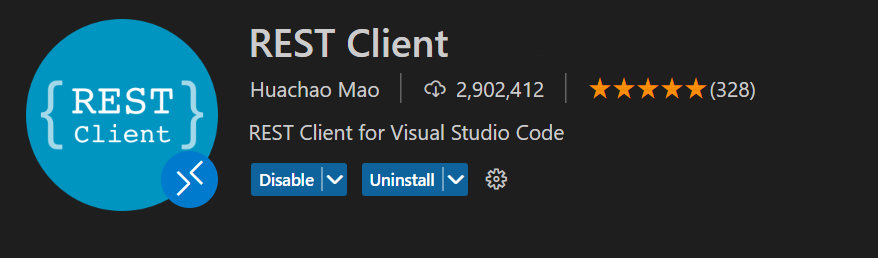 REST Client
{ REST
Client }
Huachao Mao 2,902,412 ★★★★★(328)
REST Client for Visual Studio Code
Disable Uninstall